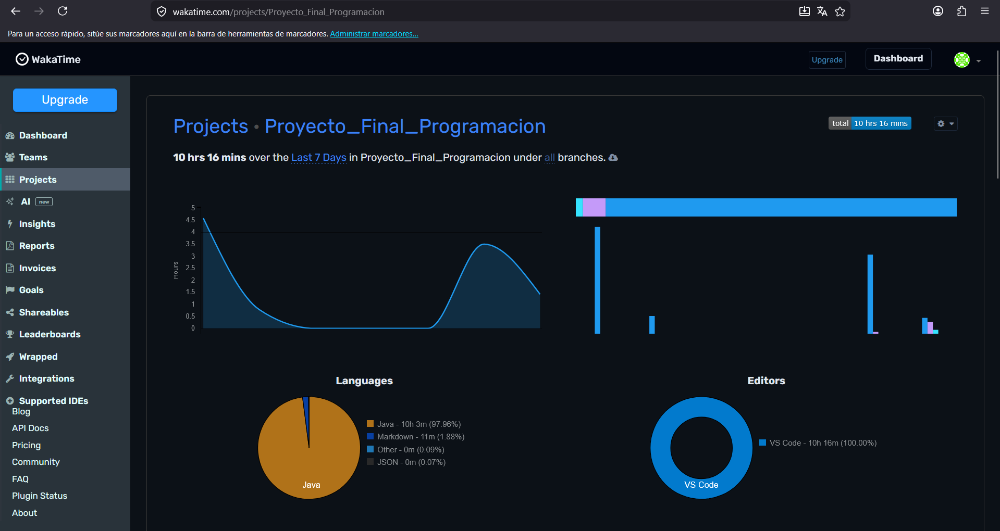 wakatime.com/projects/Proyecto_Final_Programacion
Para un acceso rápido, sitúe sus marcadores aquí en la barra de herramientas de marcadores. Administrar marcadores...
WakaTime
Upgrade
Dashboard
Upgrade
Dashboard
Teams
Projects
AI new
Insights
Reports
Invoices
Goals
Shareables
Leaderboards
Wrapped
Integrations
Supported IDEs
Blog
API Docs
Pricing
Community
FAQ
Plugin Status
About
Projects • Proyecto_Final_Programacion
total 10 hrs 16 mins
10 hrs 16 mins over the Last 7 Days in Proyecto_Final_Programacion under all branches.
Hours
5
4.5
4
3.5
3
2.5
2
1.5
1
0.5
0
Languages
Java - 10h 3m (97.96%)
Markdown - 11m (1.88%)
Other - 0m (0.09%)
JSON - 0m (0.07%)
Java
Editors
VS Code - 10h 16m (100.00%)
VS Code